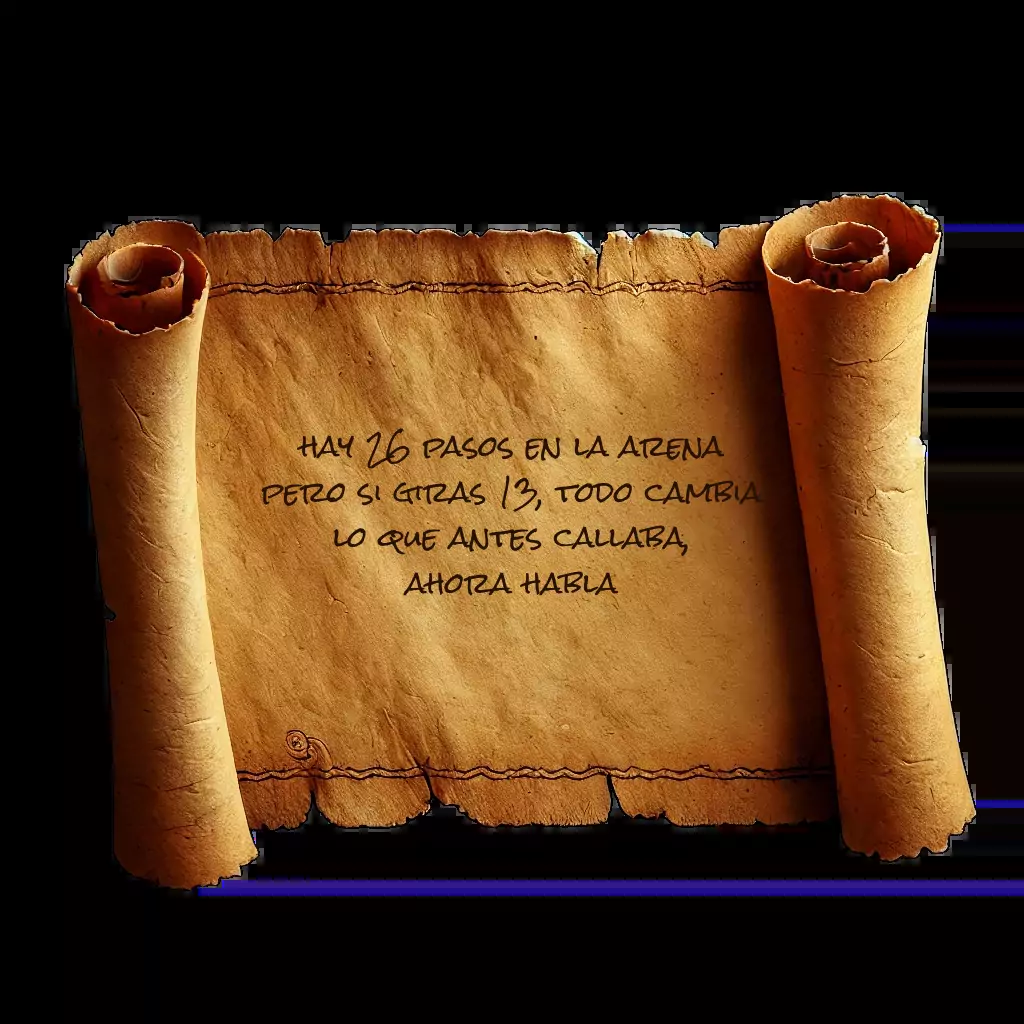 HAY 26 PASOS EN LA ARENA
PERO SI GIRAS 13, TODO CAMBIA
LO QUE ANTES CALLABA,
AHORA HABLA